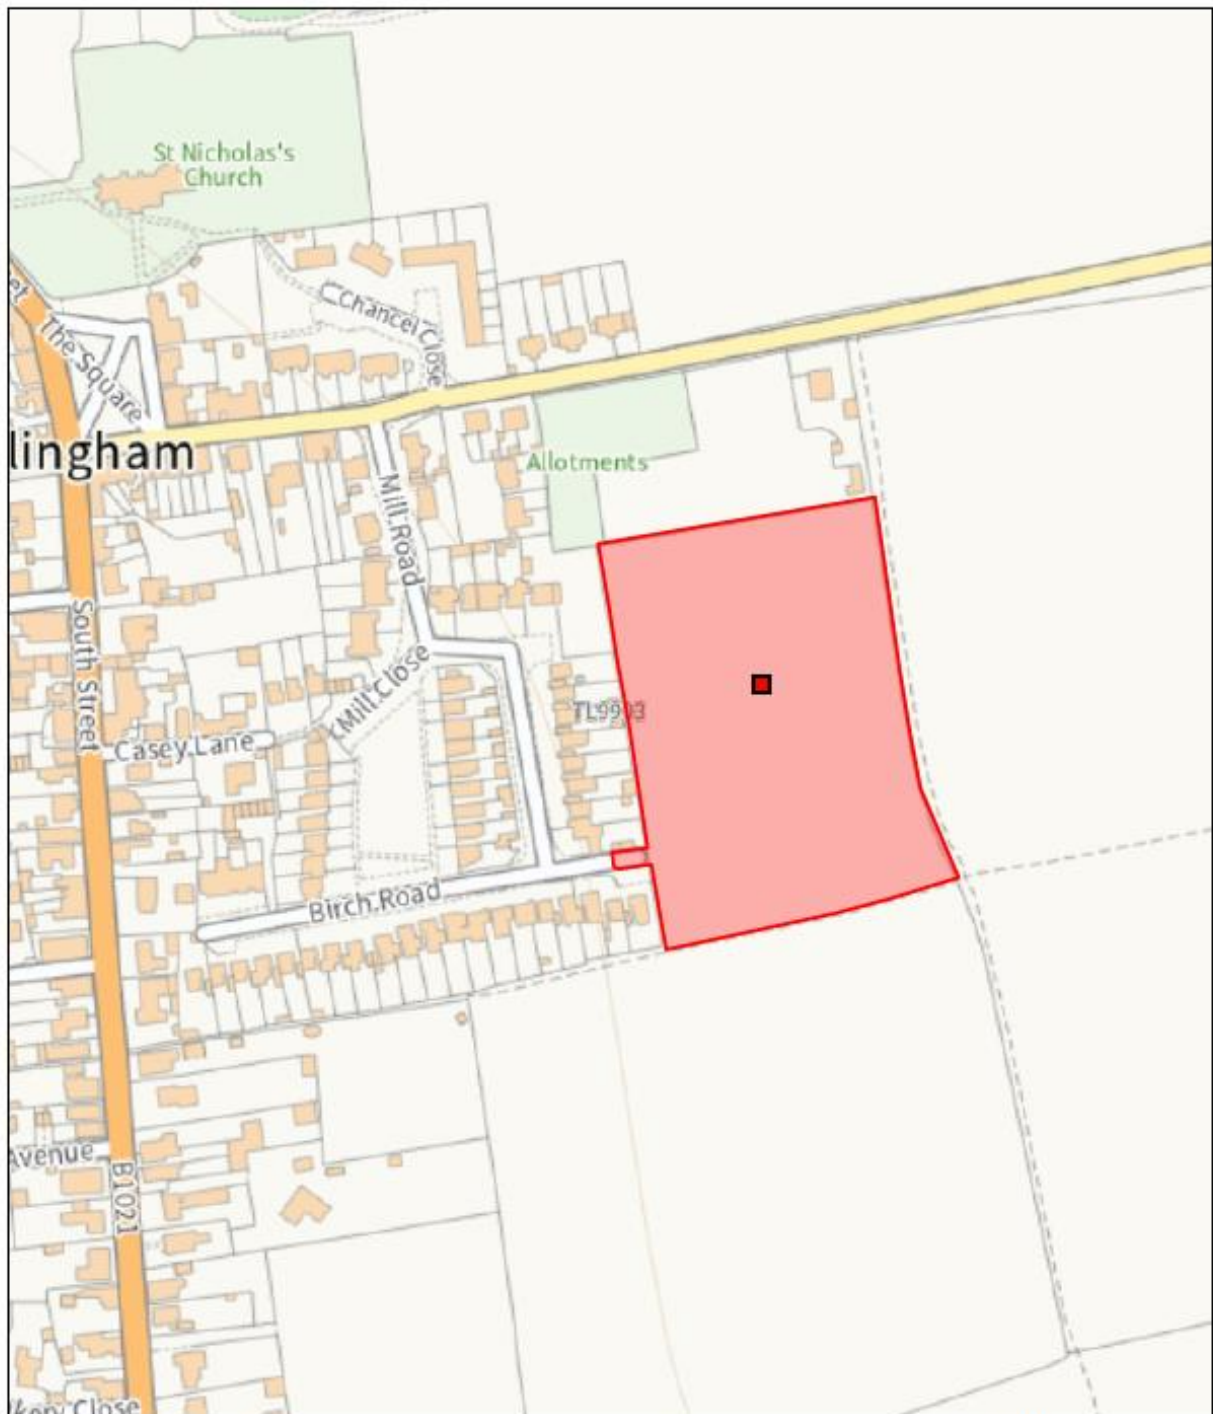 St Nicholas's
Church
Chancel Close
et
The Square
lingham
Allotments
Mill Road
South Street
Mill Close
TL9903
Casey Lane
Birch Road
Avenue
B1021
Close